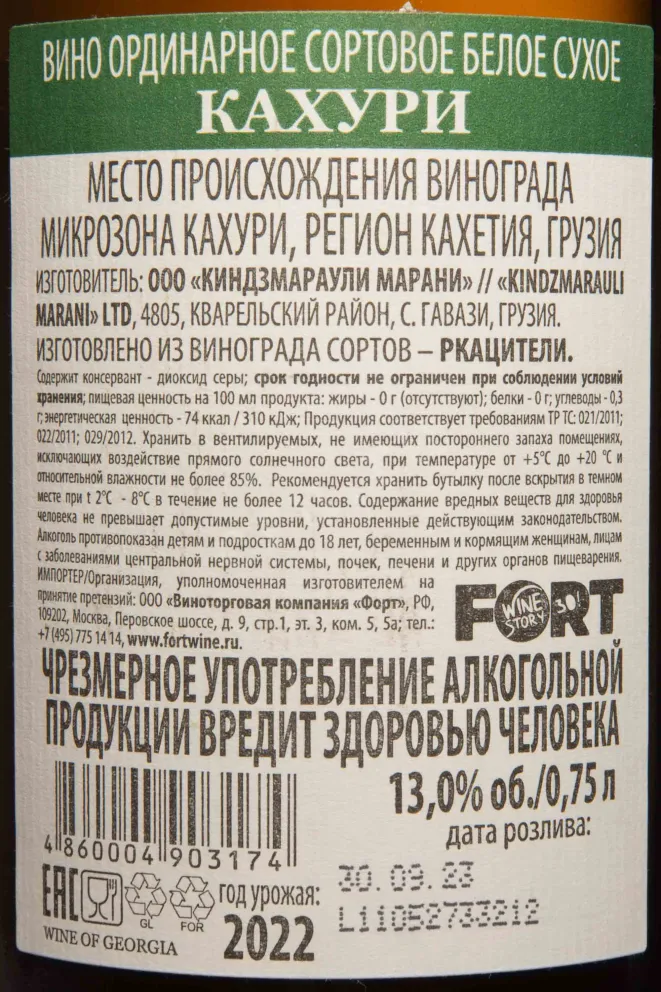 ВИНО ОРДИНАРНОЕ СОРТОВОЕ БЕЛОЕ СУХОЕ
КАХУРИ
МЕСТО ПРОИСХОЖДЕНИЯ ВИНОГРАДА
МИКРОЗОНА КАХУРИ, РЕГИОН КАХЕТИЯ, ГРУЗИЯ
ИЗГОТОВИТЕЛЬ: ООО «КИНДЗМАРАУЛИ МАРАНИ» // «KINDZMARAULI
MARANI» LTD, 4805, КВАРЕЛЬСКИЙ РАЙОН, С. ГАВАЗИ, ГРУЗИЯ.
ИЗГОТОВЛЕНО ИЗ ВИНОГРАДА СОРТОВ – РКАЦИТЕЛИ.
Содержит консервант - диоксид серы; срок годности не ограничен при соблюдении условий
хранения; пищевая ценность на 100 мл продукта: жиры - 0 г (отсутствуют); белки - 0 г; углеводы - 0,3
г; энергетическая ценность - 74 ккал / 310 кДж; Продукция соответствует требованиям ТР ТС: 021/2011;
022/2011; 029/2012. Хранить в вентилируемых, не имеющих постороннего запаха помещениях,
исключающих воздействие прямого солнечного света, при температуре от +5°C до +20 °C и
относительной влажности не более 85%. Рекомендуется хранить бутылку после вскрытия в темном
месте при t 2°C - 8°C в течение не более 12 часов. Содержание вредных веществ для здоровья
человека не превышает допустимые уровни, установленные действующим законодательством.
Алкоголь противопоказан детям и подросткам до 18 лет, беременным и кормящим женщинам, лицам
с заболеваниями центральной нервной системы, почек, печени и других органов пищеварения.
ИМПОРТЕР/Организация, уполномоченная изготовителем на
принятие претензий: ООО «Виноторговая компания «Форт», РФ,
109202, Москва, Перовское шоссе, д. 9, стр.1, эт. 3, ком. 5, 5а; тел.:
+7 (495) 775 14 14, www.fortwine.ru.
FORT
WINE
STORY
30!
ЧРЕЗМЕРНОЕ УПОТРЕБЛЕНИЕ АЛКОГОЛЬНОЙ
ПРОДУКЦИИ ВРЕДИТ ЗДОРОВЬЮ ЧЕЛОВЕКА
13,0% об./0,75 л
дата розлива:
4 860004 903174
30.09.23
L11052733212
EAC
GL
FOR
год урожая:
2022
WINE OF GEORGIA